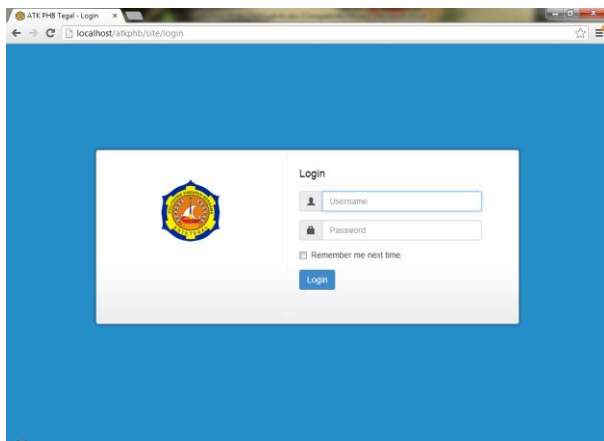 ATK PHB Tegal - Login
localhost/atkphb/site/login
Login
Username
Password
Remember me next time
Login